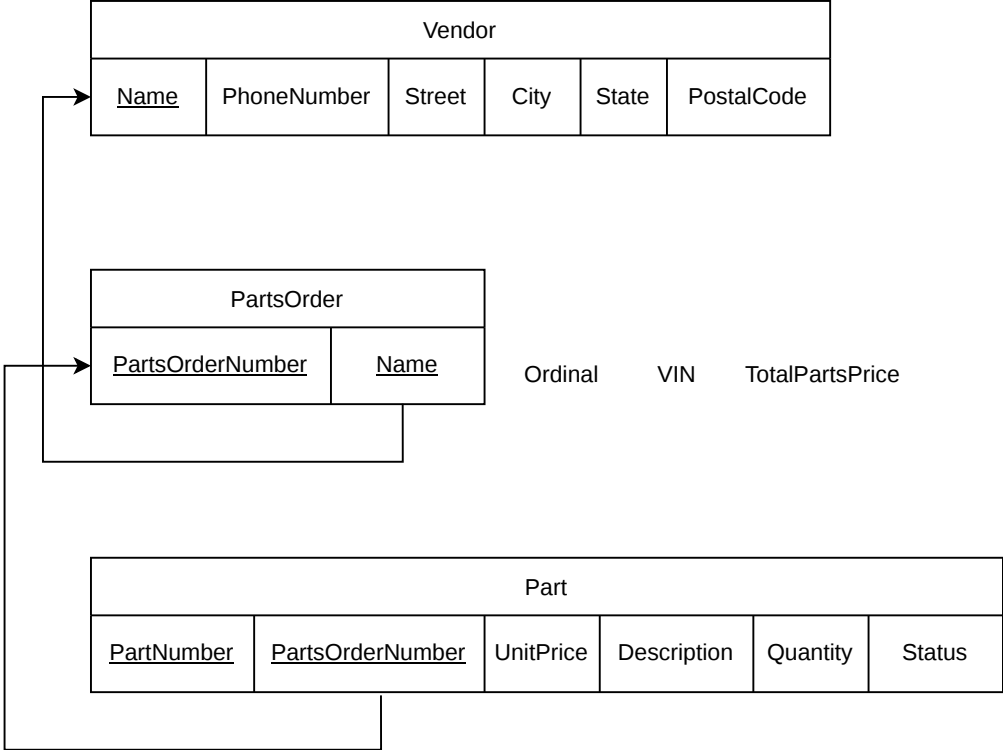 Vendor
Name PhoneNumber Street City State PostalCode
PartsOrder
PartsOrderNumber Name Ordinal VIN TotalPartsPrice
Part
PartNumber PartsOrderNumber UnitPrice Description Quantity Status